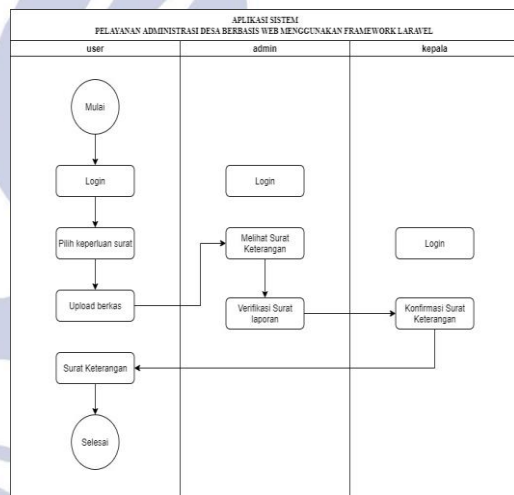 APLIKASI SISTEM
PELAYANAN ADMINISTRASI DESA BERBASIS WEB MENGGUNAKAN FRAMEWORK LARAVEL
user
admin
kepala
Mulai
Login
Login
Pilih keperluan surat
Melihat Surat
Keterangan
Login
Upload berkas
Verifikasi Surat
laporan
Konfirmasi Surat
Keterangan
Surat Keterangan
Selesai